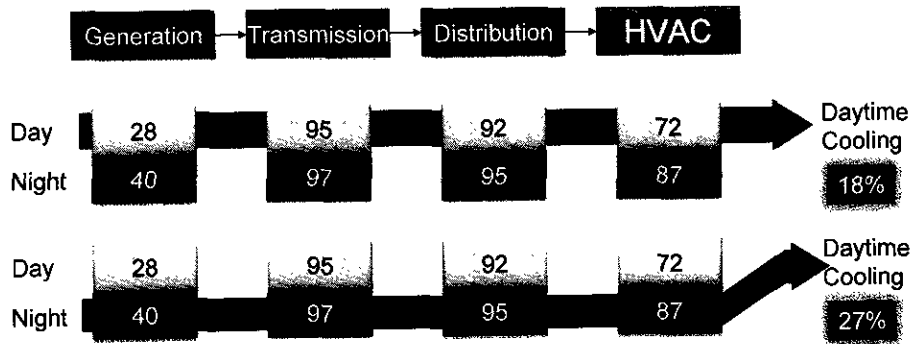 Generation Transmission Distribution HVAC
Day 28 95 92 72 Daytime Cooling
Night 40 97 95 87 18%
Day 28 95 92 72 Daytime Cooling
Night 40 97 95 87 27%